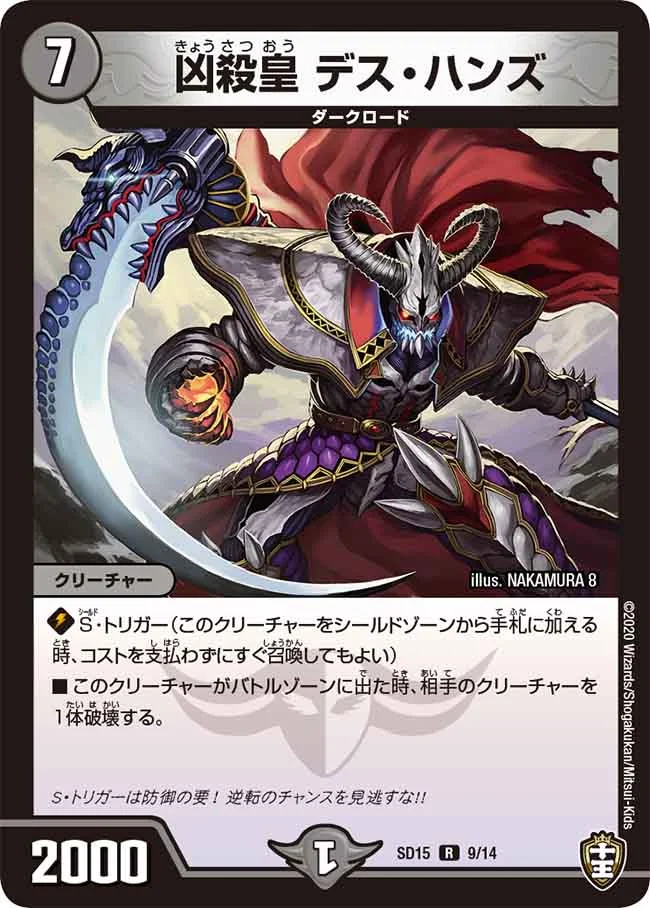 7
きょうさつおう
凶殺皇 デス・ハンズ
ダークロード
クリーチャー
illus. NAKAMURA 8
シールド
S・トリガー(このクリーチャーをシールドゾーンから手札に加える
時、コストを支払わずにすぐ召喚してもよい)
■このクリーチャーがバトルゾーンに出た時、相手のクリーチャーを
1体破壊する。
S・トリガーは防御の要! 逆転のチャンスを見逃すな!!
©2020 Wizards/Shogakukan/Mitsui-Kids
2000
1
SD15 R 9/14